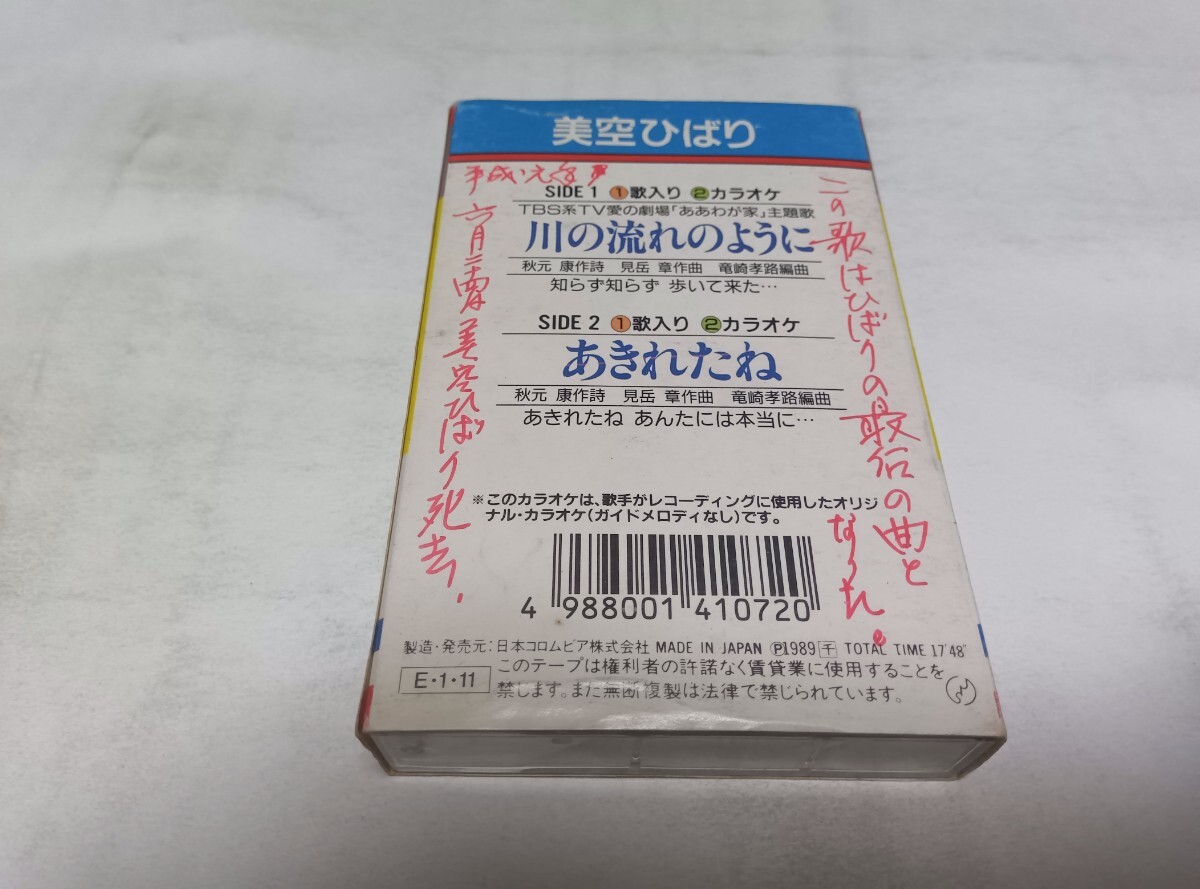 美空ひばり
SIDE 1 ①歌入り ②カラオケ
TBS系TV愛の劇場「ああわが家」主題歌
川の流れのように
秋元 康作詩 見岳 章作曲 竜崎孝路編曲
知らず知らず 歩いて来た…
SIDE 2 ①歌入り ②カラオケ
あきれたね
秋元 康作詩 見岳 章作曲 竜崎孝路編曲
あきれたね あんたには本当に…
※このカラオケは、歌手がレコーディングに使用したオリジ
ナル・カラオケ(ガイドメロディなし)です。
4 988001 410720
製造・発売元:日本コロムビア株式会社 MADE IN JAPAN Ⓟ1989 千 TOTAL TIME 17'48"
E・1・11
このテープは権利者の許諾なく賃貸業に使用することを
禁じます。また無断複製は法律で禁じられています。
この歌はひばりの最后の曲と
なった。
平成元年
六月 美空ひばり死去